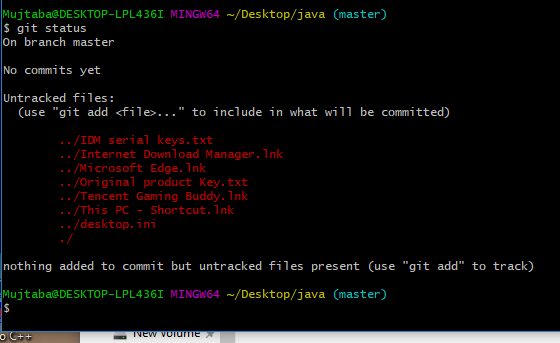 Mujtaba@DESKTOP-LPL436I MINGW64 ~/Desktop/java (master)
$ git status
On branch master
No commits yet
Untracked files:
(use "git add <file>..." to include in what will be committed)
../IDM serial keys.txt
../Internet Download Manager.lnk
../Microsoft Edge.lnk
../Original product Key.txt
../Tencent Gaming Buddy.lnk
../This PC - Shortcut.lnk
../desktop.ini
./
nothing added to commit but untracked files present (use "git add" to track)
Mujtaba@DESKTOP-LPL436I MINGW64 ~/Desktop/java (master)
$
o C++
New Volume